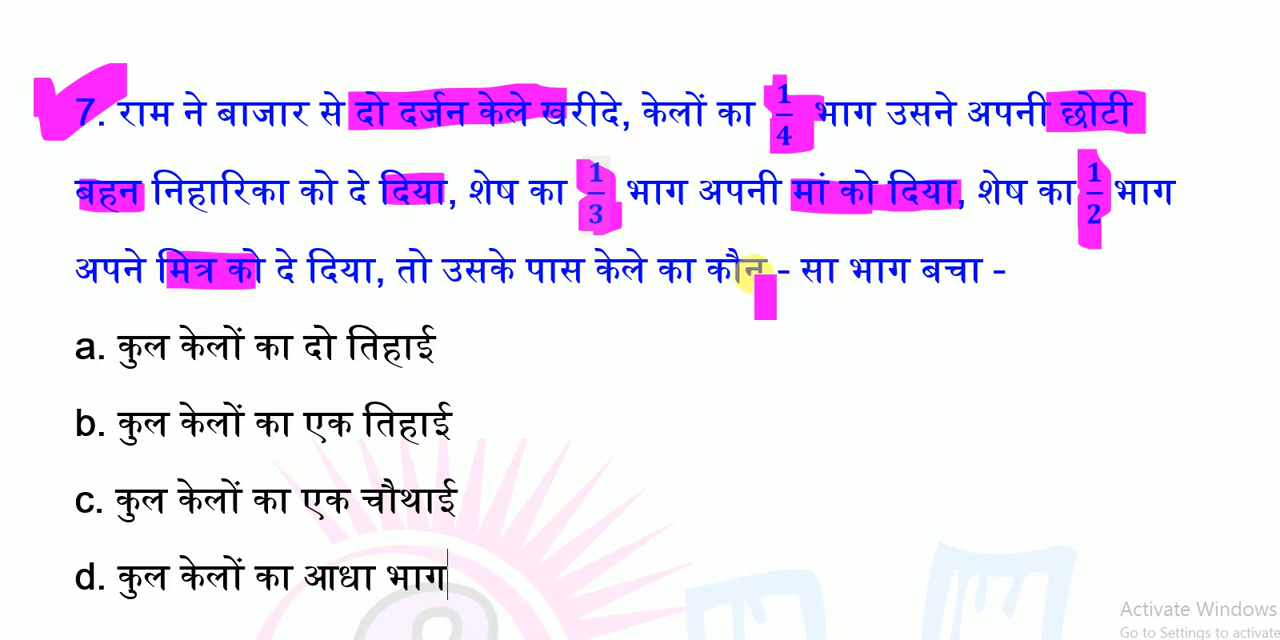 7. राम ने बाजार से दो दर्जन केले खरीदे, केलों का 1/4 भाग उसने अपनी छोटी
बहन निहारिका को दे दिया, शेष का 1/3 भाग अपनी मां को दिया, शेष का 1/2 भाग
अपने मित्र को दे दिया, तो उसके पास केले का कौन - सा भाग बचा -
a. कुल केलों का दो तिहाई
b. कुल केलों का एक तिहाई
c. कुल केलों का एक चौथाई
d. कुल केलों का आधा भाग
Activate Windows
Go to Settings to activate